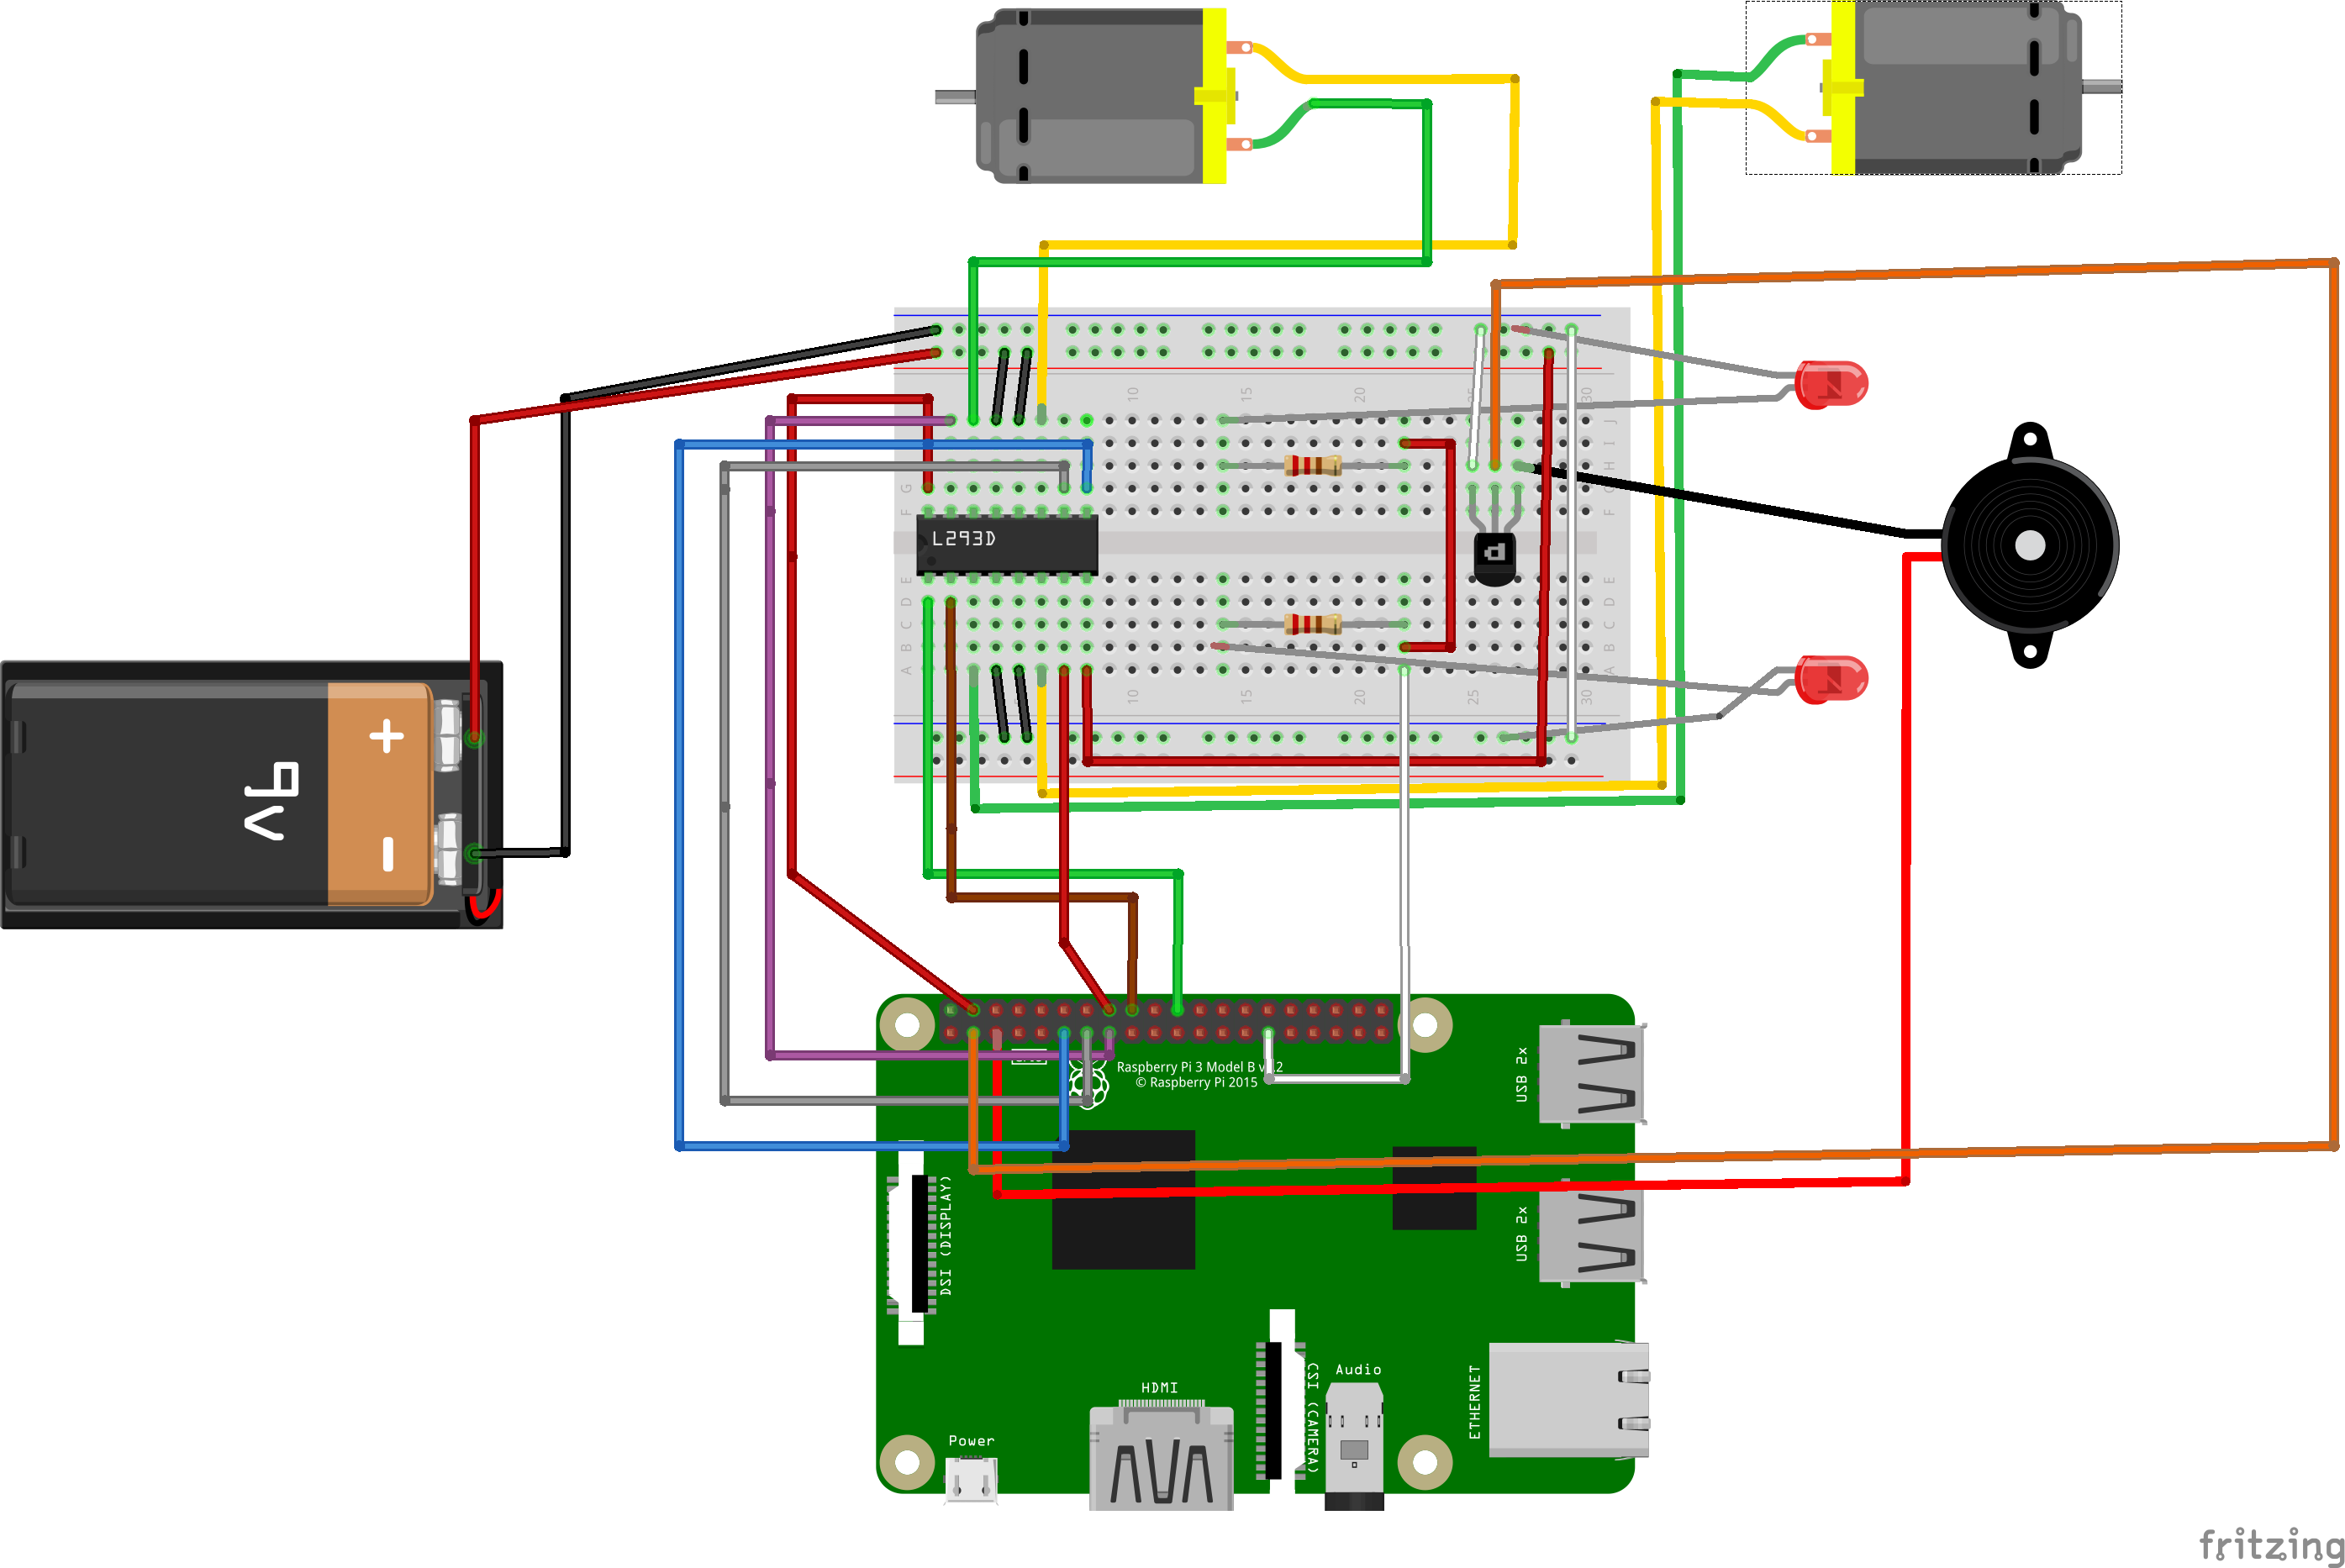 10
15
20
25
30
J
I
H
G
F
L293D
E
D
C
B
A
10
15
20
25
30
A
+
9V
-
Raspberry Pi 3 Model B v1.2
© Raspberry Pi 2015
USB 2x
USB 2x
DSI (DISPLAY)
CSI (CAMERA)
Audio
HDMI
ETHERNET
Power
fritzing